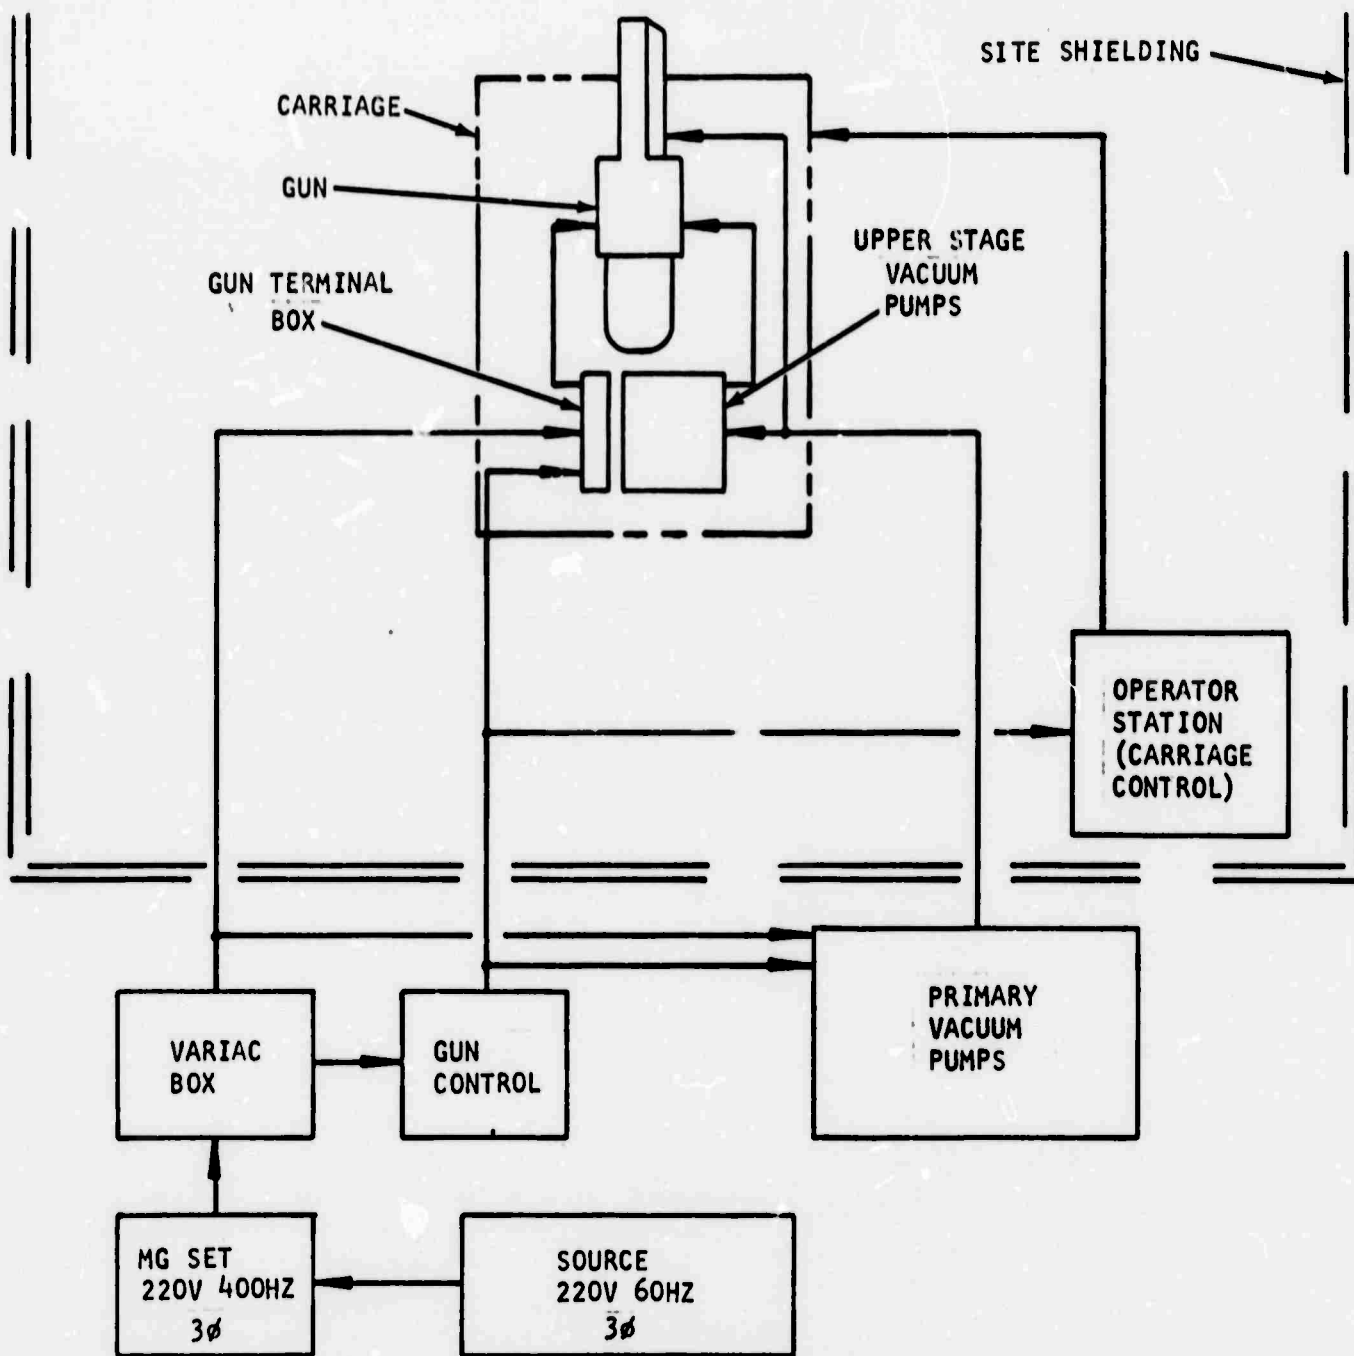 SITE SHIELDING
CARRIAGE
GUN
UPPER STAGE
VACUUM
PUMPS
GUN TERMINAL
BOX
OPERATOR
STATION
(CARRIAGE
CONTROL)
VARIAC
BOX
GUN
CONTROL
PRIMARY
VACUUM
PUMPS
MG SET
220V 400HZ
3ø
SOURCE
220V 60HZ
3ø